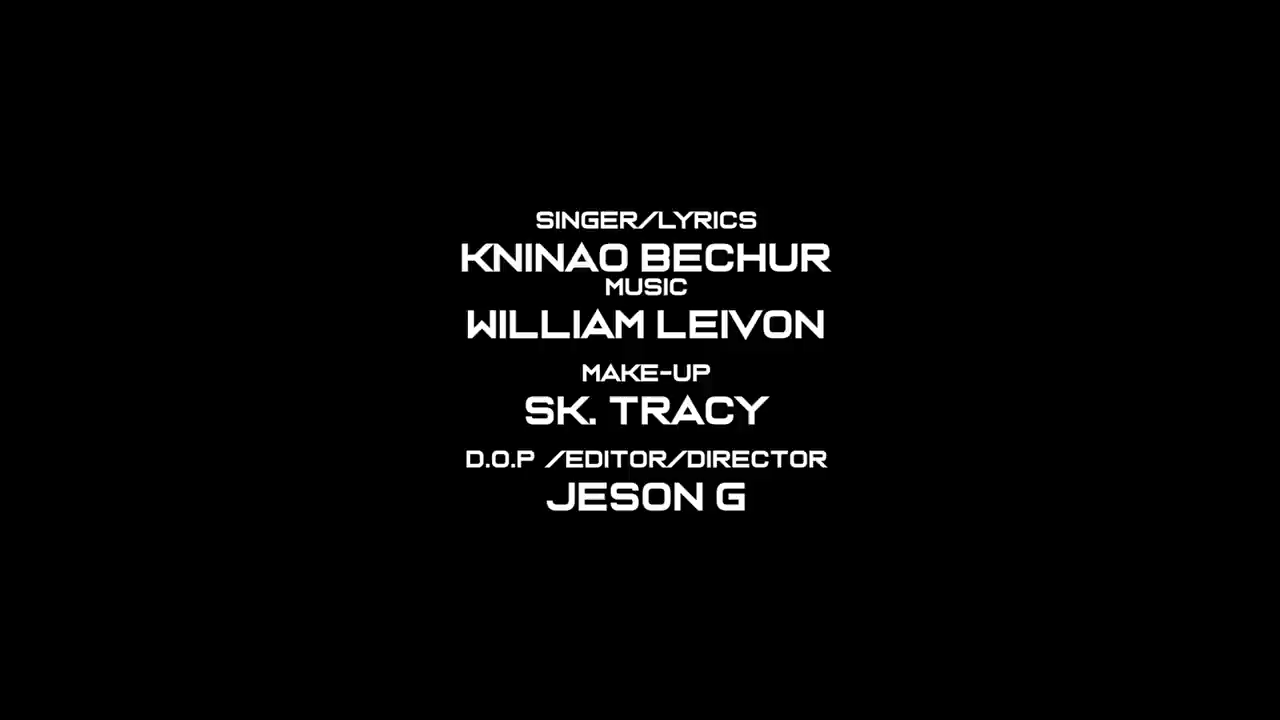 SINGER/LYRICS
KNINAO BECHUR
MUSIC
WILLIAM LEIVON
MAKE-UP
SK. TRACY
D.O.P /EDITOR/DIRECTOR
JESON G